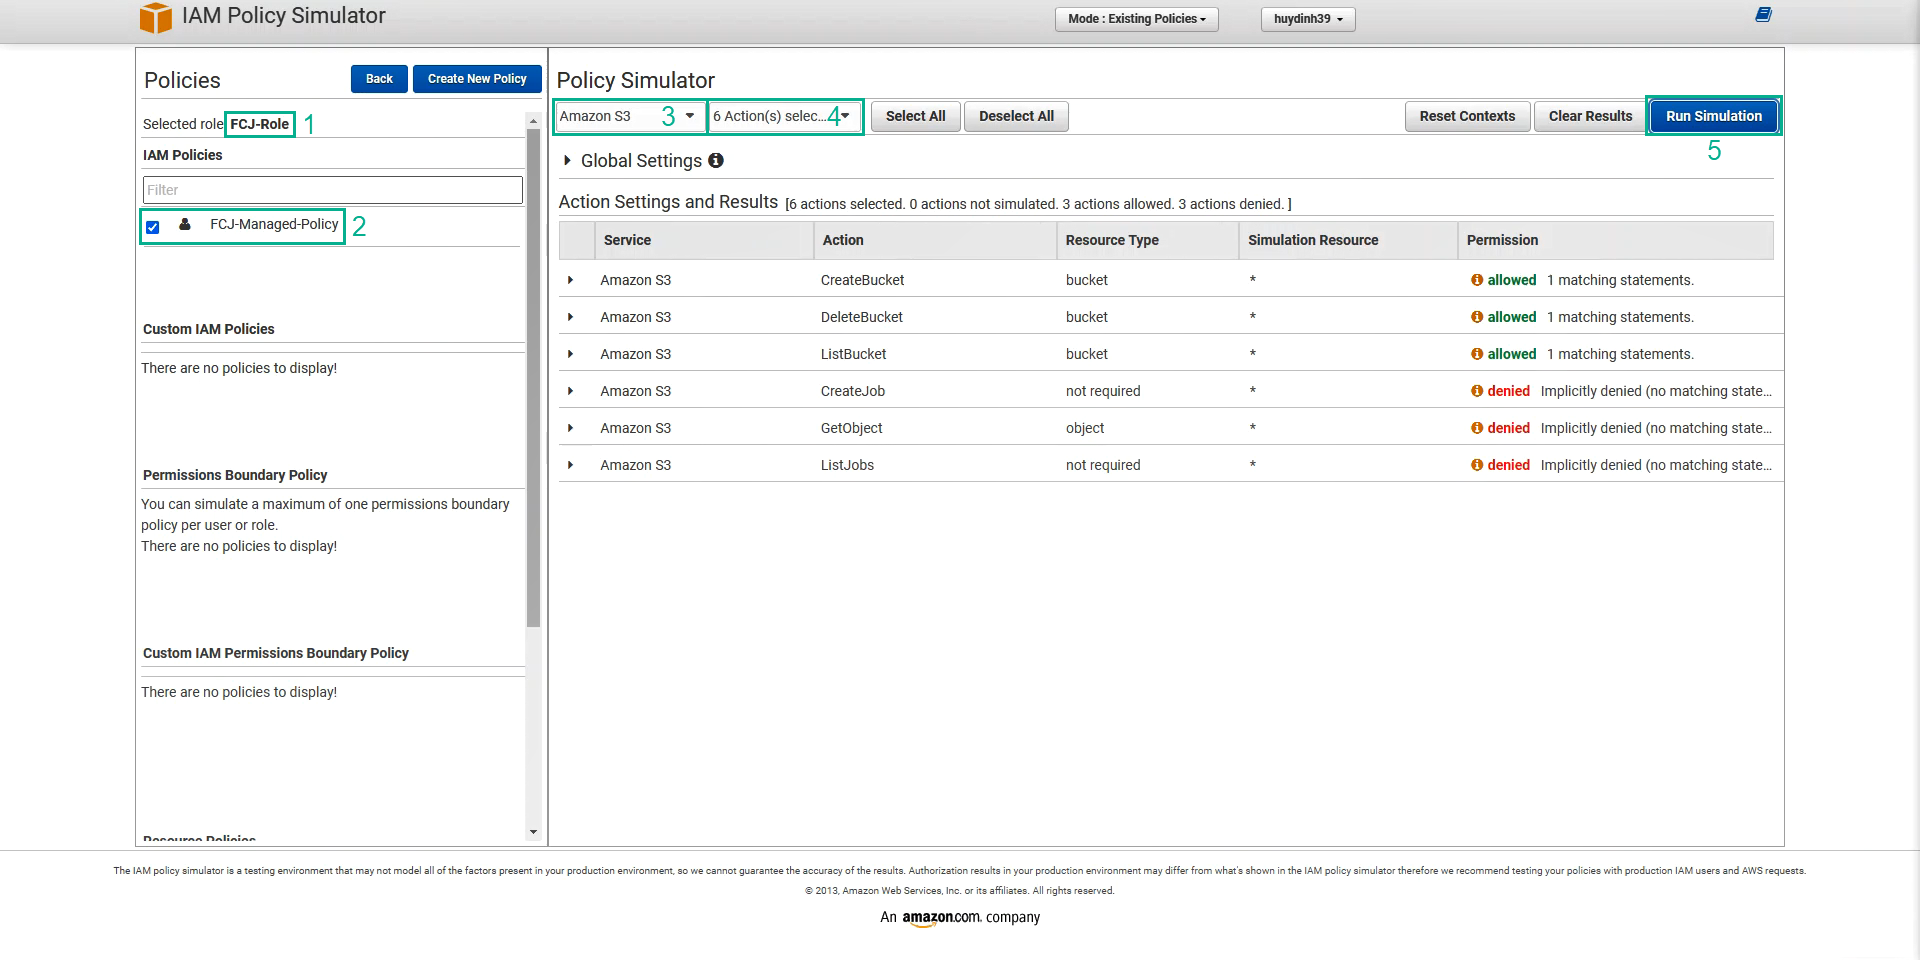 IAM Policy Simulator
Mode : Existing Policies
huydinh39
Policies
Back
Create New Policy
Selected role FCJ-Role 1
IAM Policies
Filter
FCJ-Managed-Policy 2
Custom IAM Policies
There are no policies to display!
Permissions Boundary Policy
You can simulate a maximum of one permissions boundary
policy per user or role.
There are no policies to display!
Custom IAM Permissions Boundary Policy
There are no policies to display!
Resource Policies
Policy Simulator
Amazon S3 3
6 Action(s) selec... 4
Select All
Deselect All
Reset Contexts
Clear Results
Run Simulation
5
Global Settings
Action Settings and Results [6 actions selected. 0 actions not simulated. 3 actions allowed. 3 actions denied. ]
Service Action Resource Type Simulation Resource Permission
Amazon S3 CreateBucket bucket * allowed 1 matching statements.
Amazon S3 DeleteBucket bucket * allowed 1 matching statements.
Amazon S3 ListBucket bucket * allowed 1 matching statements.
Amazon S3 CreateJob not required * denied Implicitly denied (no matching state...
Amazon S3 GetObject object * denied Implicitly denied (no matching state...
Amazon S3 ListJobs not required * denied Implicitly denied (no matching state...
The IAM policy simulator is a testing environment that may not model all of the factors present in your production environment, so we cannot guarantee the accuracy of the results. Authorization results in your production environment may differ from what's shown in the IAM policy simulator therefore we recommend testing your policies with production IAM users and AWS requests.
© 2013, Amazon Web Services, Inc. or its affiliates. All rights reserved.
An amazon.com. company